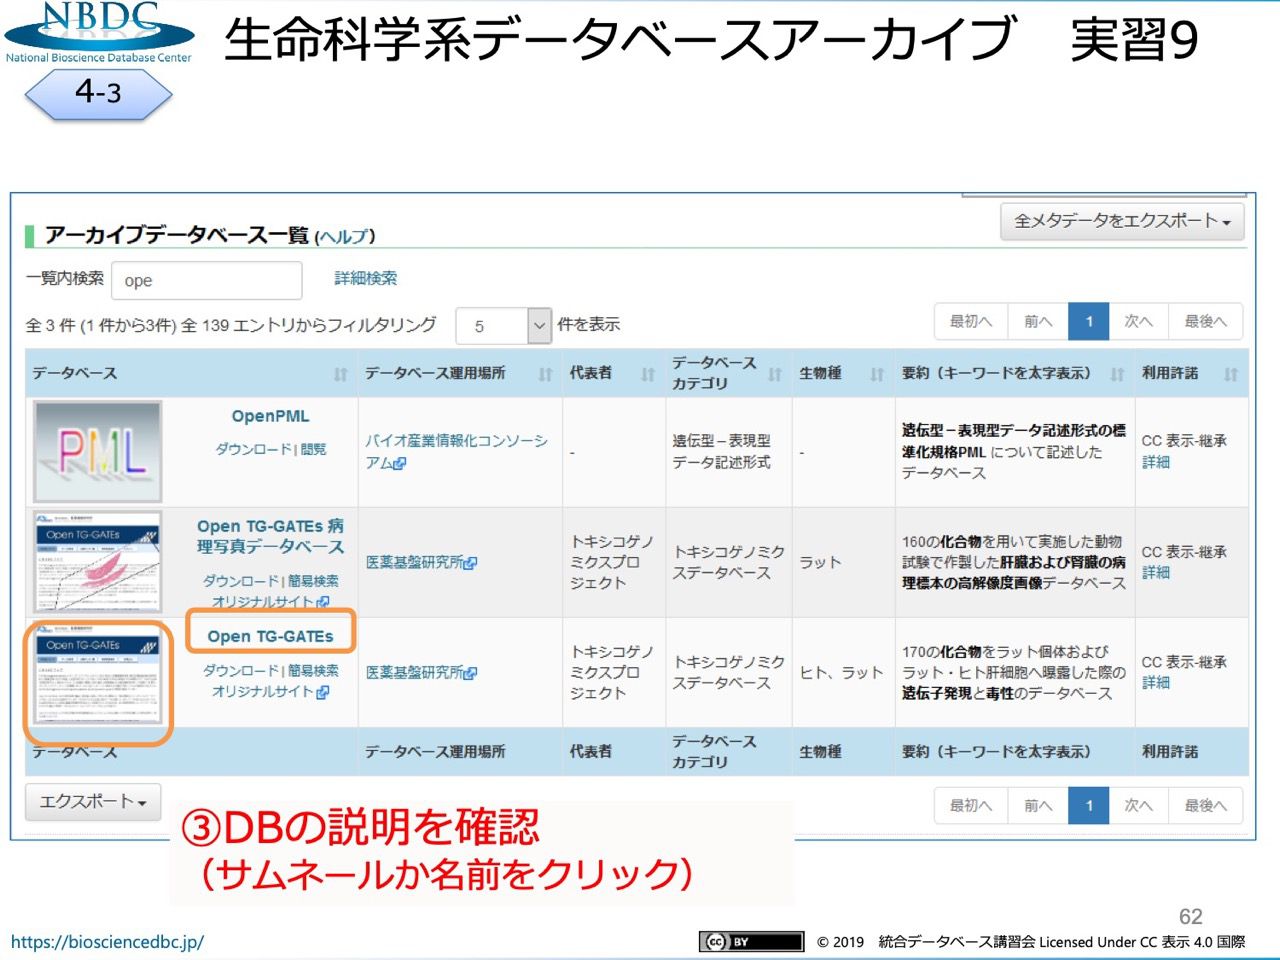 NBDC
National Bioscience Database Center
生命科学系データベースアーカイブ　実習9
4-3
全メタデータをエクスポート
アーカイブデータベース一覧 (ヘルプ)
一覧内検索 ope 詳細検索
全 3 件 (1 件から3件) 全 139 エントリからフィルタリング 5 件を表示
最初へ 前へ 1 次へ 最後へ
データベース データベース運用場所 代表者 データベース
カテゴリ 生物種 要約（キーワードを太字表示） 利用許諾
PML
OpenPML
ダウンロード | 閲覧
バイオ産業情報化コンソーシ
アム
-
遺伝型－表現型
データ記述形式
-
遺伝型－表現型データ記述形式の標
準化規格PML について記述した
データベース
CC 表示-継承
詳細
Open TG-GATEs
Open TG-GATEs 病
理写真データベース
ダウンロード | 簡易検索
オリジナルサイト
医薬基盤研究所
トキシコゲノ
ミクスプロ
ジェクト
トキシコゲノミク
スデータベース
ラット
160の化合物を用いて実施した動物
試験で作製した肝臓および腎臓の病
理標本の高解像度画像データベース
CC 表示-継承
詳細
Open TG-GATEs
Open TG-GATEs
ダウンロード | 簡易検索
オリジナルサイト
医薬基盤研究所
トキシコゲノ
ミクスプロ
ジェクト
トキシコゲノミク
スデータベース
ヒト、ラット
170の化合物をラット個体および
ラット・ヒト肝細胞へ曝露した際の
遺伝子発現と毒性のデータベース
CC 表示-継承
詳細
データベース データベース運用場所 代表者 データベース
カテゴリ 生物種 要約（キーワードを太字表示） 利用許諾
エクスポート
最初へ 前へ 1 次へ 最後へ
③DBの説明を確認
（サムネールか名前をクリック）
62
https://biosciencedbc.jp/
cc BY
© 2019　統合データベース講習会 Licensed Under CC 表示 4.0 国際